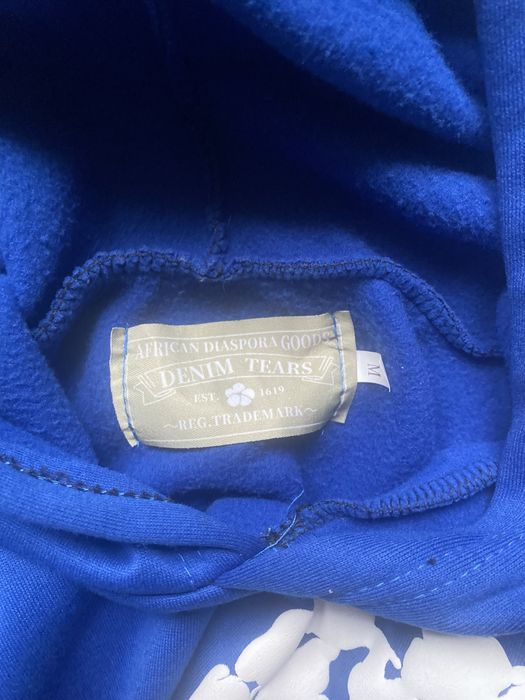 AFRICAN DIASPORA GOODS
DENIM TEARS
EST. 1619
REG. TRADEMARK
M